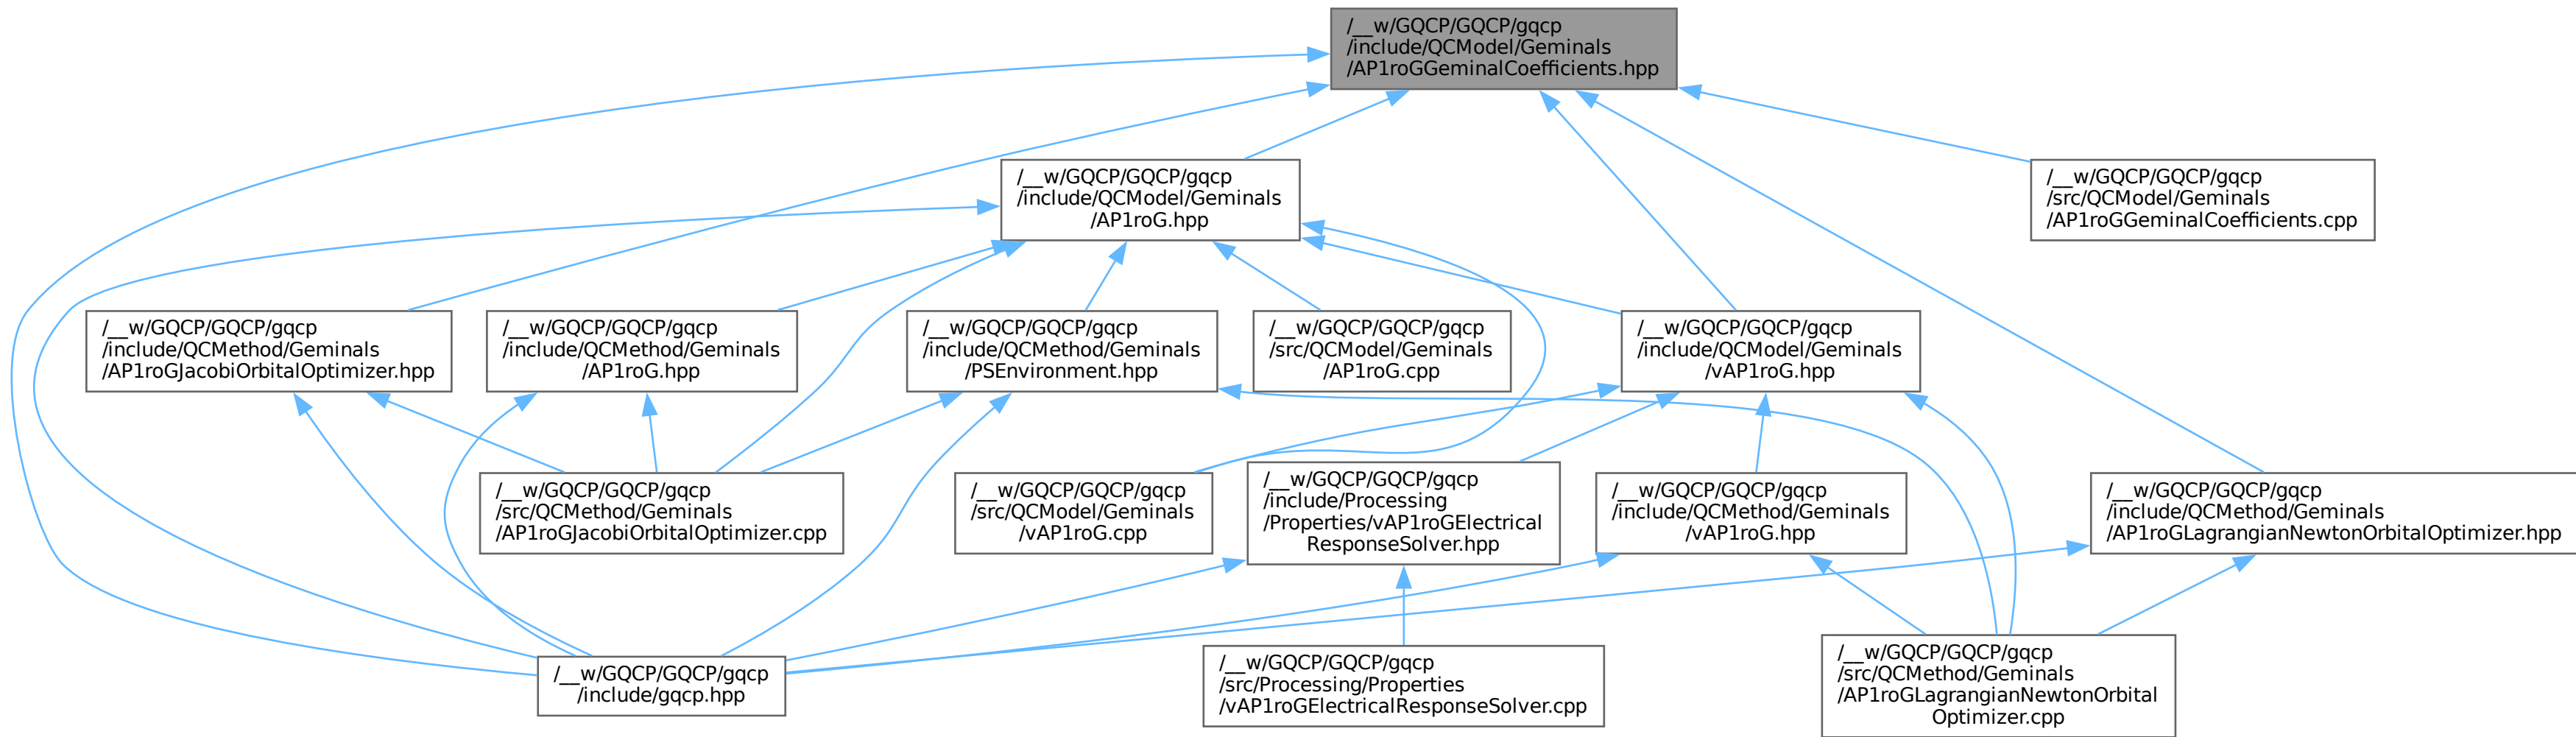 /__w/GQCP/GQCP/gqcp
/include/QCModel/Geminals
/AP1roGGeminalCoefficients.hpp
/__w/GQCP/GQCP/gqcp
/include/QCModel/Geminals
/AP1roG.hpp
/__w/GQCP/GQCP/gqcp
/src/QCModel/Geminals
/AP1roGGeminalCoefficients.cpp
/__w/GQCP/GQCP/gqcp
/include/QCMethod/Geminals
/AP1roGJacobiOrbitalOptimizer.hpp
/__w/GQCP/GQCP/gqcp
/include/QCMethod/Geminals
/AP1roG.hpp
/__w/GQCP/GQCP/gqcp
/include/QCMethod/Geminals
/PSEnvironment.hpp
/__w/GQCP/GQCP/gqcp
/src/QCModel/Geminals
/AP1roG.cpp
/__w/GQCP/GQCP/gqcp
/include/QCModel/Geminals
/vAP1roG.hpp
/__w/GQCP/GQCP/gqcp
/src/QCMethod/Geminals
/AP1roGJacobiOrbitalOptimizer.cpp
/__w/GQCP/GQCP/gqcp
/src/QCModel/Geminals
/vAP1roG.cpp
/__w/GQCP/GQCP/gqcp
/include/Processing
/Properties/vAP1roGElectrical
ResponseSolver.hpp
/__w/GQCP/GQCP/gqcp
/include/QCMethod/Geminals
/vAP1roG.hpp
/__w/GQCP/GQCP/gqcp
/include/QCMethod/Geminals
/AP1roGLagrangianNewtonOrbitalOptimizer.hpp
/__w/GQCP/GQCP/gqcp
/include/gqcp.hpp
/__w/GQCP/GQCP/gqcp
/src/Processing/Properties
/vAP1roGElectricalResponseSolver.cpp
/__w/GQCP/GQCP/gqcp
/src/QCMethod/Geminals
/AP1roGLagrangianNewtonOrbital
Optimizer.cpp